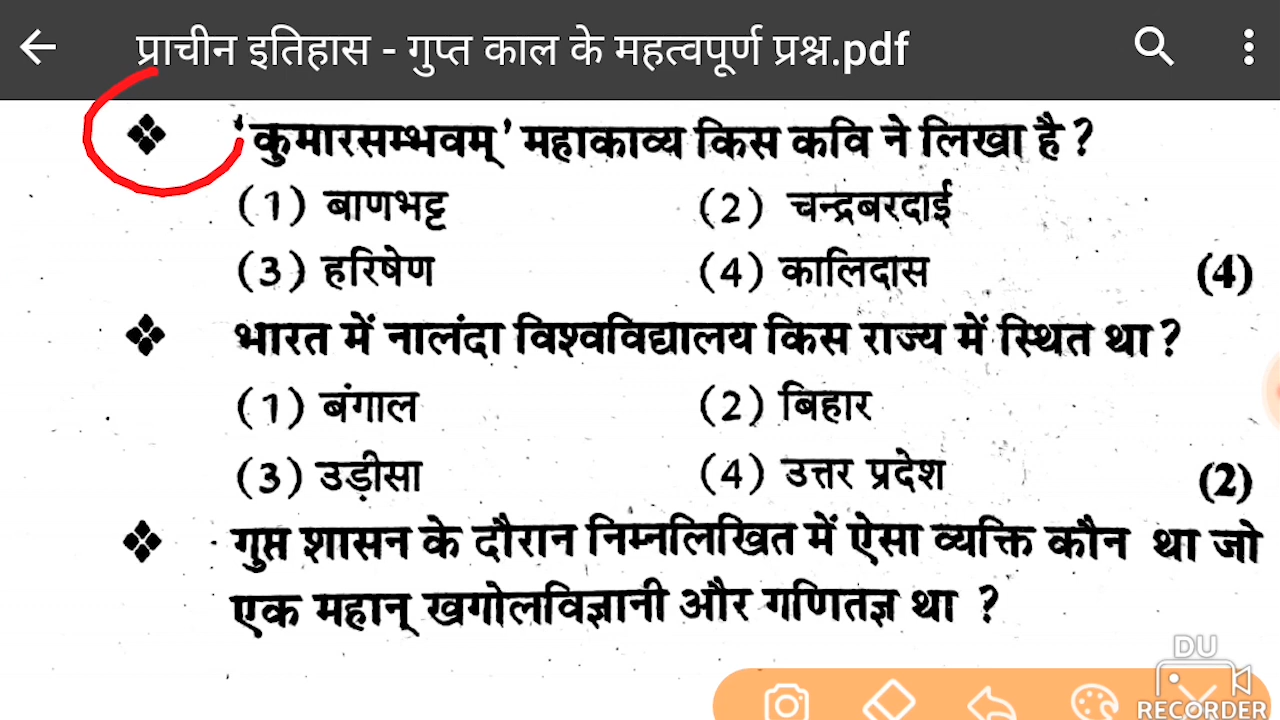 प्राचीन इतिहास - गुप्त काल के महत्वपूर्ण प्रश्न.pdf
'कुमारसम्भवम्' महाकाव्य किस कवि ने लिखा है ?
(1) बाणभट्ट (2) चन्द्रबरदाई
(3) हरिषेण (4) कालिदास (4)
भारत में नालंदा विश्वविद्यालय किस राज्य में स्थित था ?
(1) बंगाल (2) बिहार
(3) उड़ीसा (4) उत्तर प्रदेश (2)
गुप्त शासन के दौरान निम्नलिखित में ऐसा व्यक्ति कौन था जो
एक महान् खगोलविज्ञानी और गणितज्ञ था ?
DU
RECORDER